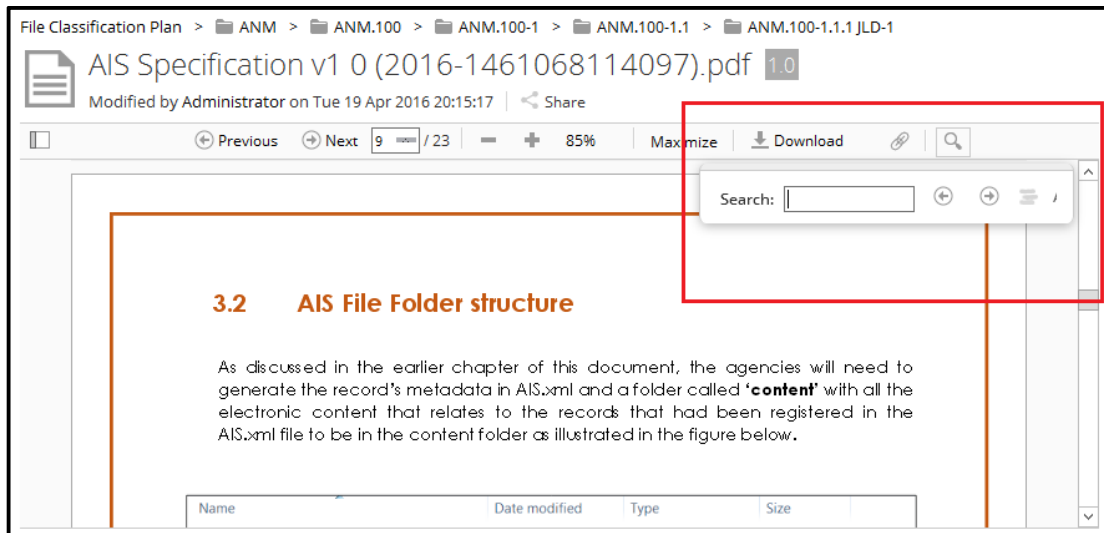 File Classification Plan > ANM > ANM.100 > ANM.100-1 > ANM.100-1.1 > ANM.100-1.1.1 JLD-1
AIS Specification v1 0 (2016-1461068114097).pdf 1.0
Modified by Administrator on Tue 19 Apr 2016 20:15:17 Share
Previous Next 9 / 23 85% Maximize Download
Search:
3.2 AIS File Folder structure
As discussed in the earlier chapter of this document, the agencies will need to
generate the record's metadata in AIS.xml and a folder called 'content' with all the
electronic content that relates to the records that had been registered in the
AIS.xml file to be in the content folder as illustrated in the figure below.
Name Date modified Type Size